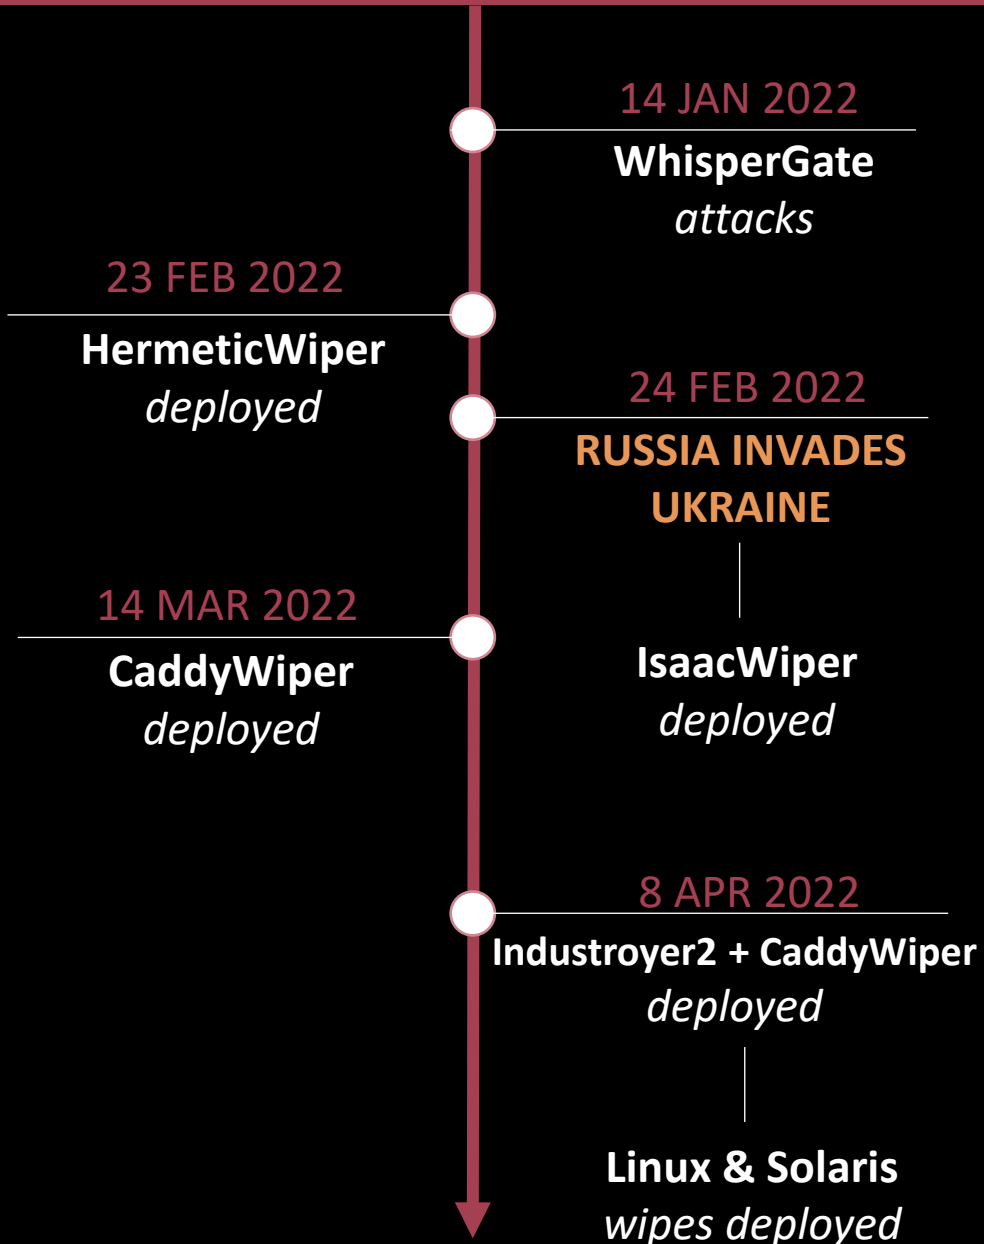 14 JAN 2022
WhisperGate
attacks
23 FEB 2022
HermeticWiper
deployed
24 FEB 2022
RUSSIA INVADES
UKRAINE
IsaacWiper
deployed
14 MAR 2022
CaddyWiper
deployed
8 APR 2022
Industroyer2 + CaddyWiper
deployed
Linux & Solaris
wipes deployed